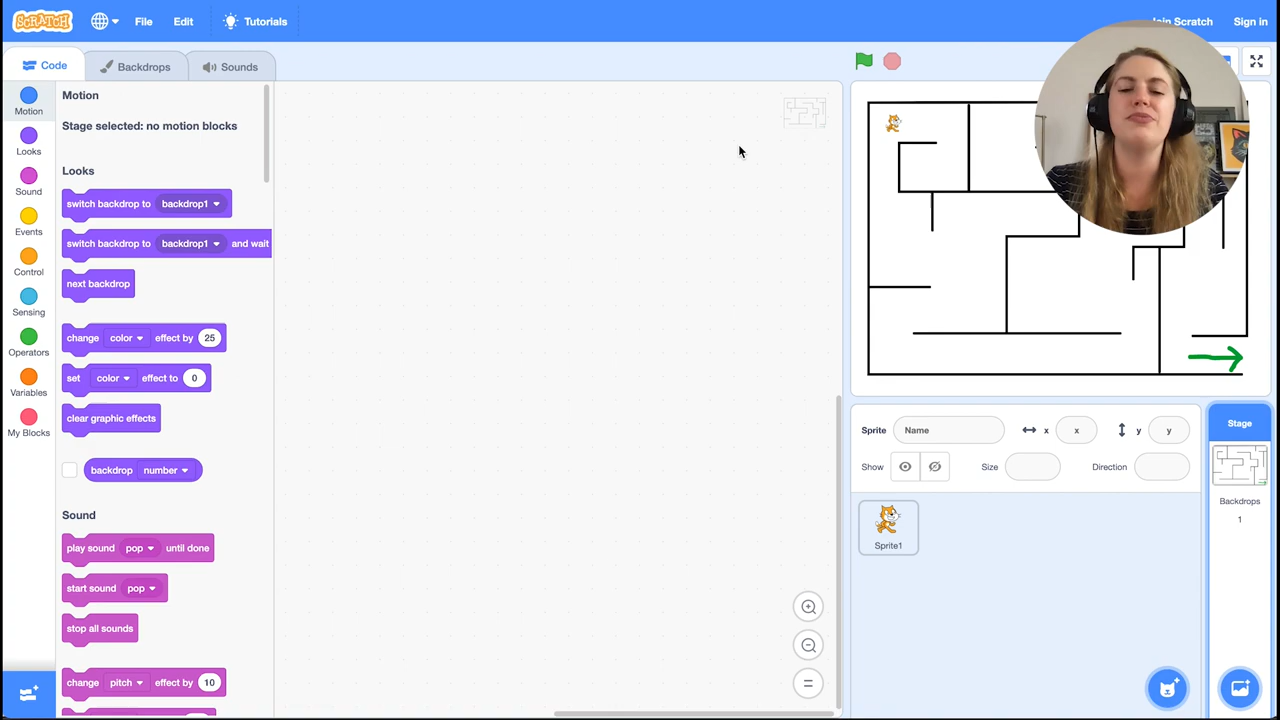 SCRATCH
File
Edit
Tutorials
Join Scratch
Sign in
Code
Backdrops
Sounds
Motion
Looks
Sound
Events
Control
Sensing
Operators
Variables
My Blocks
Motion
Stage selected: no motion blocks
Looks
switch backdrop to backdrop1
switch backdrop to backdrop1 and wait
next backdrop
change color effect by 25
set color effect to 0
clear graphic effects
backdrop number
Sound
play sound pop until done
start sound pop
stop all sounds
change pitch effect by 10
Sprite Name
x x
y y
Show
Size
Direction
Sprite1
Stage
Backdrops
1